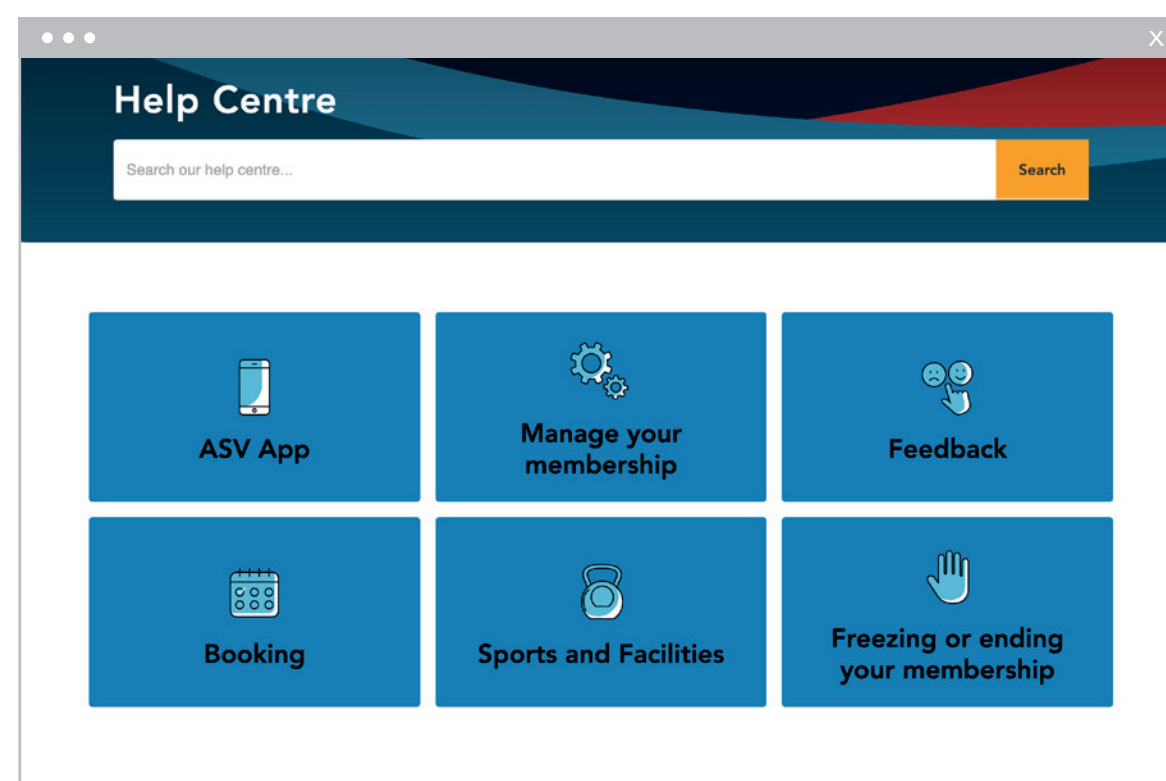 X
Help Centre
Search our help centre...
Search
ASV App
Manage your
membership
Feedback
Booking
Sports and Facilities
Freezing or ending
your membership